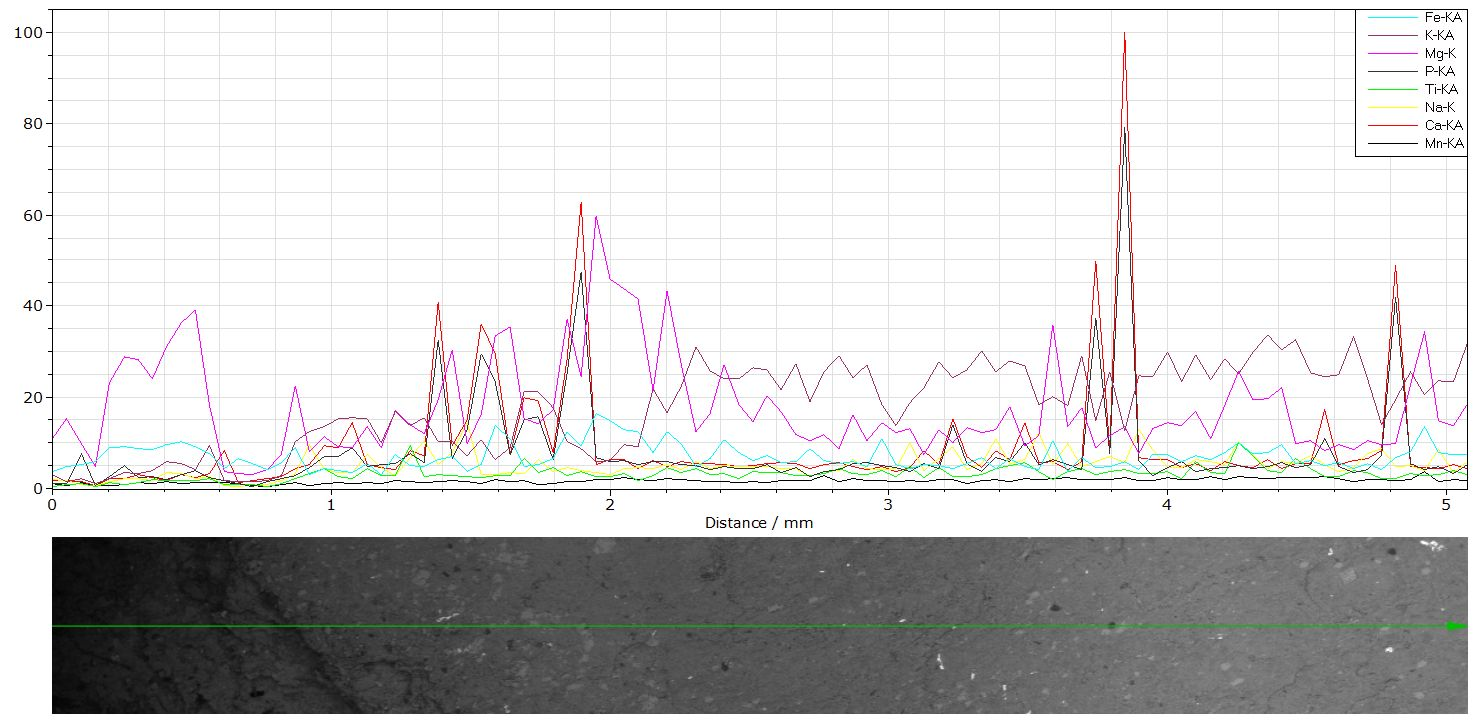 100
80
60
40
20
0
0 1 2 3 4 5
Distance / mm
Fe-KA
K-KA
Mg-K
P-KA
Ti-KA
Na-K
Ca-KA
Mn-KA